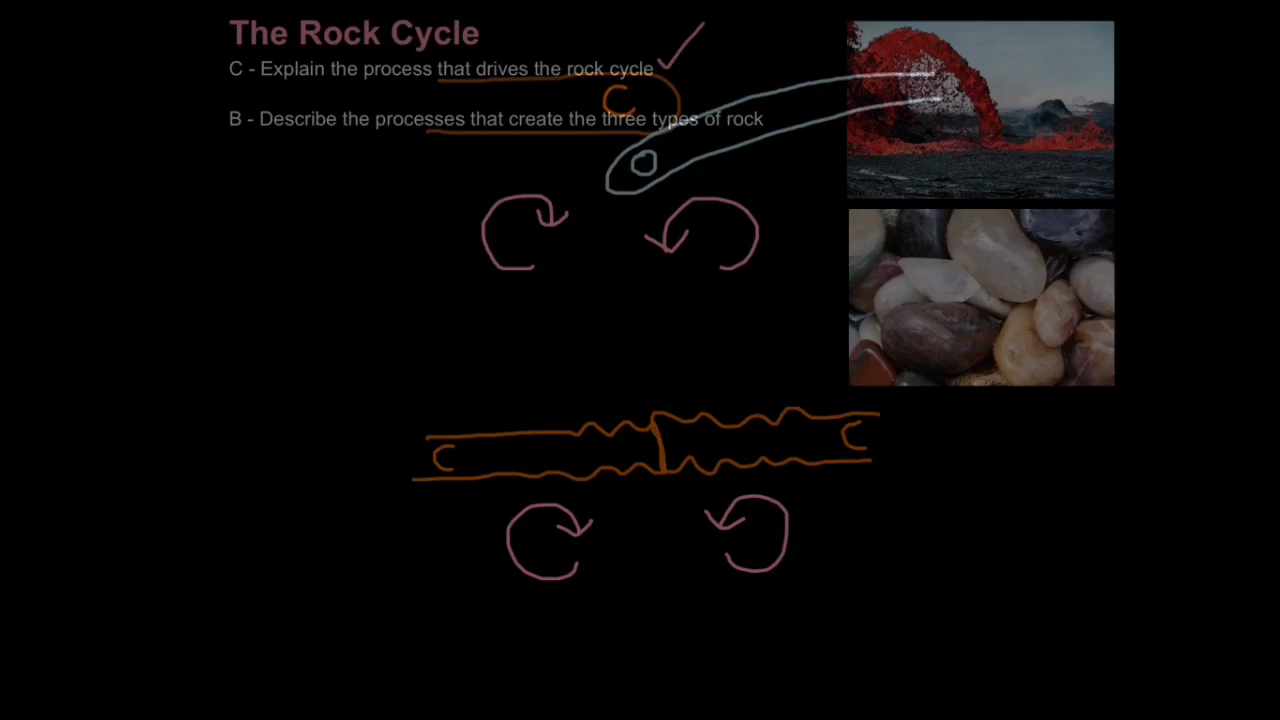 The Rock Cycle
C - Explain the process that drives the rock cycle
C
B - Describe the processes that create the three types of rock
O
C
C